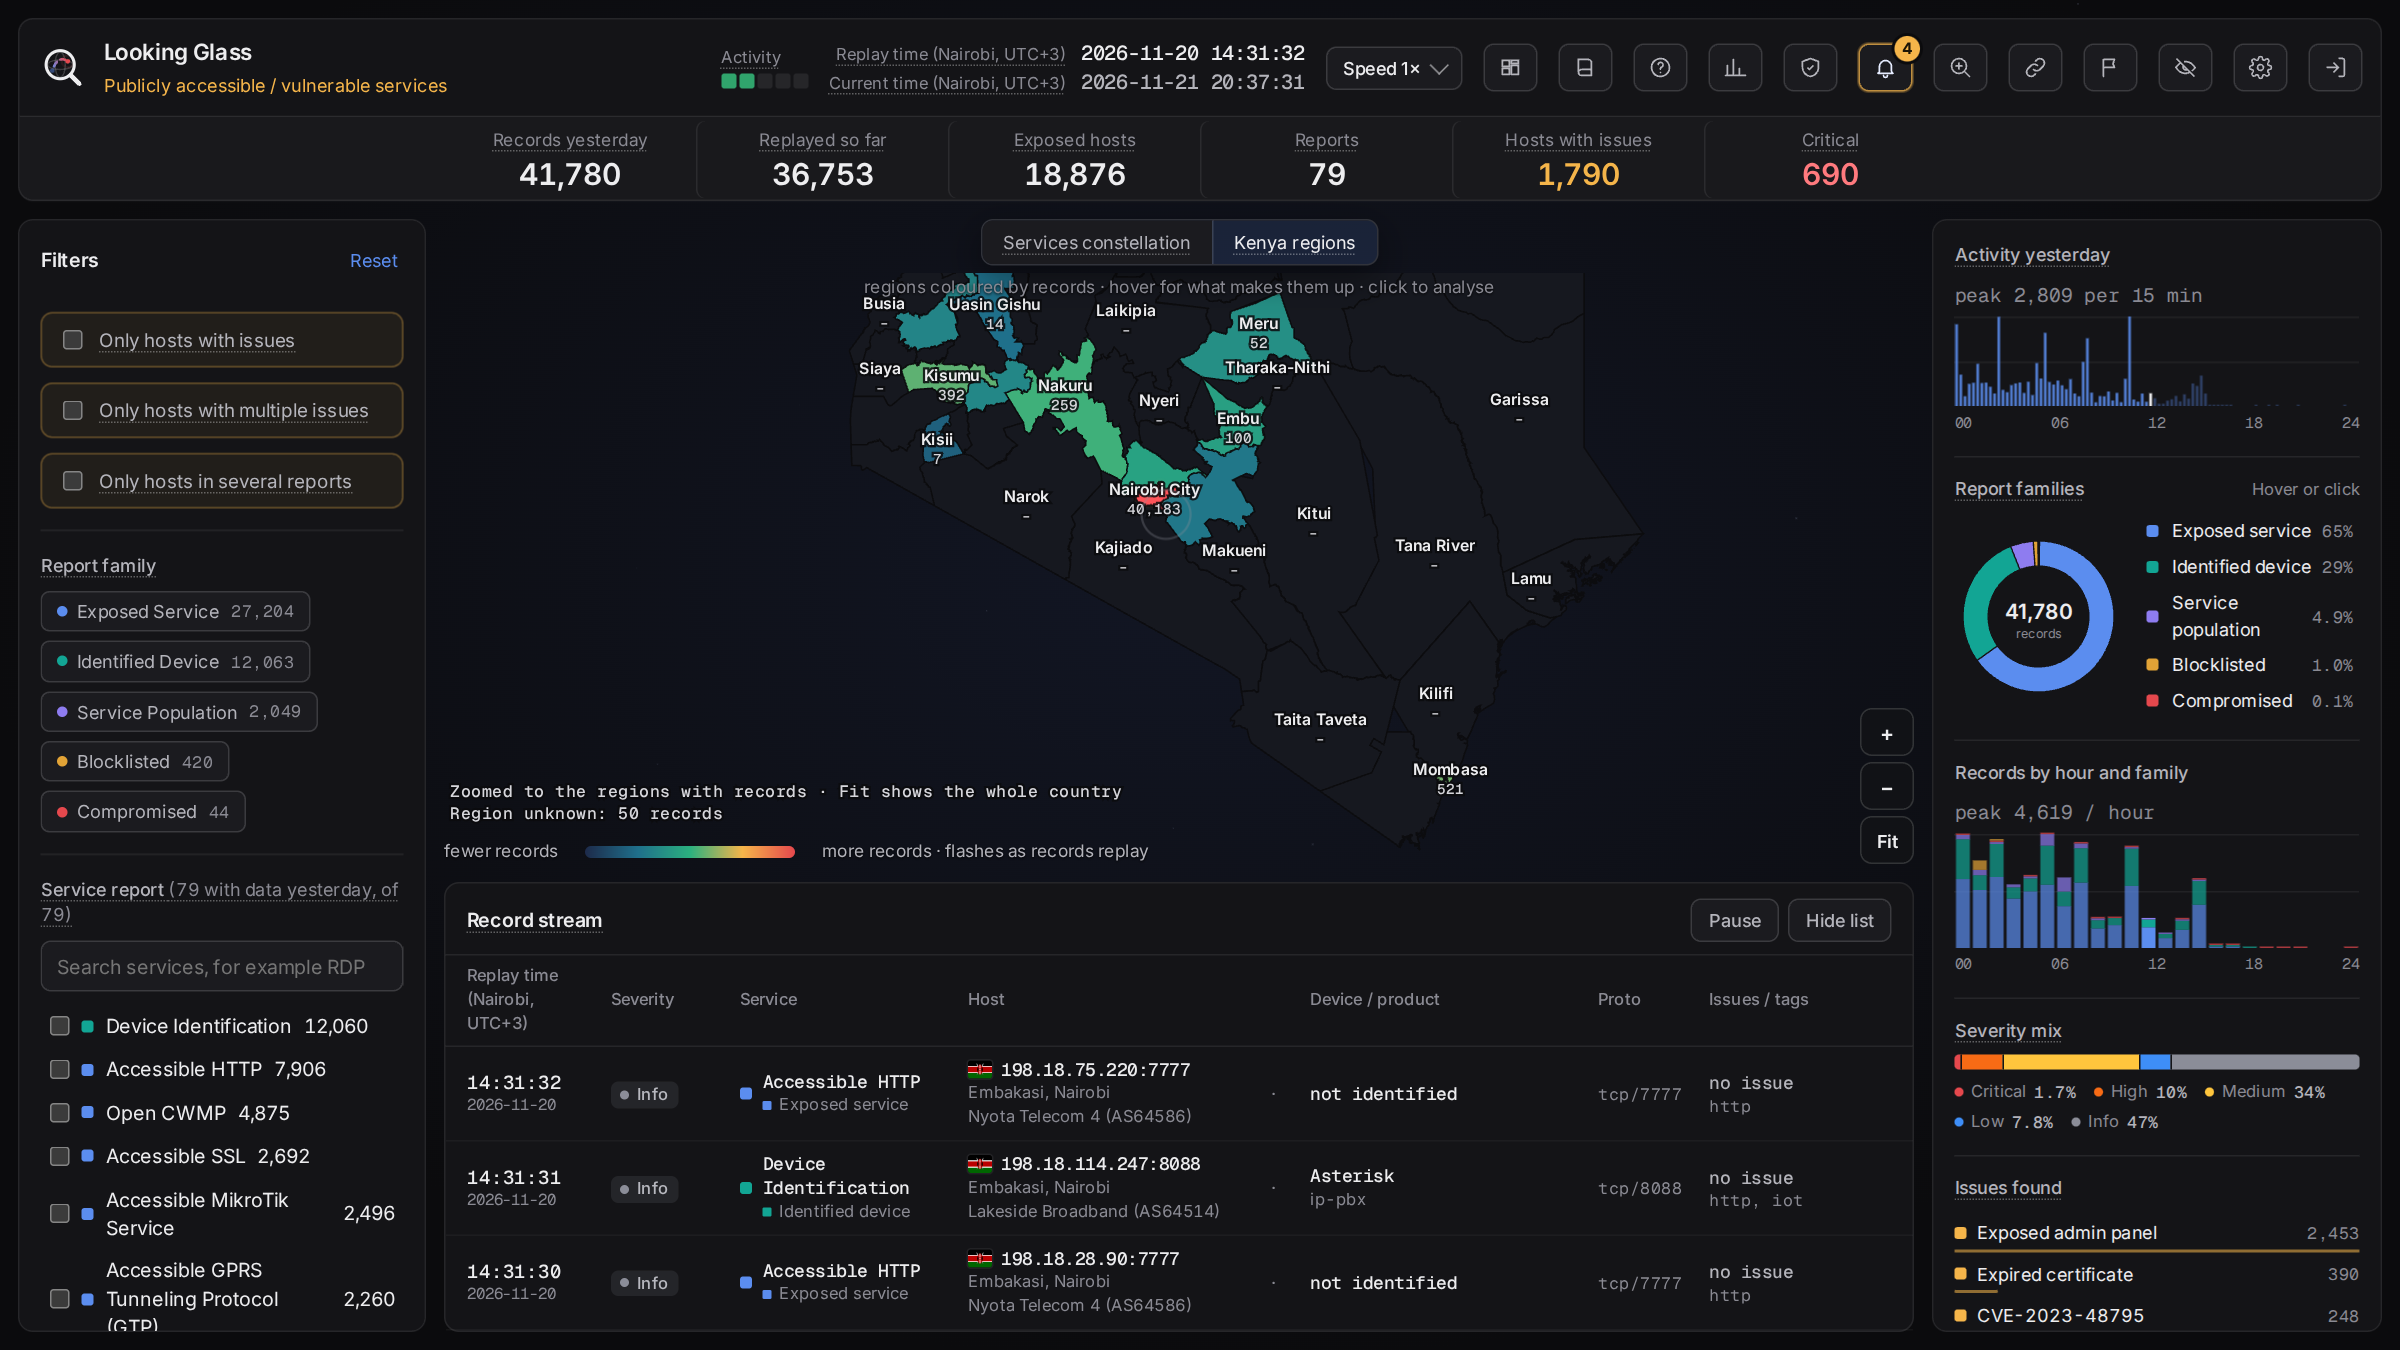 Looking Glass
Publicly accessible / vulnerable services
Activity
Replay time (Nairobi, UTC+3) 2026-11-20 14:31:32
Current time (Nairobi, UTC+3) 2026-11-21 20:37:31
Speed 1×
4
Records yesterday
41,780
Replayed so far
36,753
Exposed hosts
18,876
Reports
79
Hosts with issues
1,790
Critical
690
Filters
Reset
Only hosts with issues
Only hosts with multiple issues
Only hosts in several reports
Report family
Exposed Service 27,204
Identified Device 12,063
Service Population 2,049
Blocklisted 420
Compromised 44
Service report (79 with data yesterday, of
79)
Search services, for example RDP
Device Identification 12,060
Accessible HTTP 7,906
Open CWMP 4,875
Accessible SSL 2,692
Accessible MikroTik
Service
2,496
Accessible GPRS
Tunneling Protocol
(GTP)
2,260
Services constellation
Kenya regions
regions coloured by records · hover for what makes them up · click to analyse
Busia
–
Uasin Gishu
14
Laikipia
–
Meru
52
Siaya
–
Kisumu
392
Nakuru
259
Tharaka-Nithi
–
Nyeri
–
Garissa
–
Embu
100
Kisii
7
Narok
–
Nairobi City
40,183
Kitui
–
Kajiado
–
Makueni
–
Tana River
–
Lamu
–
Kilifi
–
Taita Taveta
–
Mombasa
521
Zoomed to the regions with records · Fit shows the whole country
Region unknown: 50 records
fewer records
more records · flashes as records replay
+
−
Fit
Record stream
Pause
Hide list
Replay time
(Nairobi,
UTC+3)
Severity
Service
Host
Device / product
Proto
Issues / tags
14:31:32
2026-11-20
Info
Accessible HTTP
Exposed service
198.18.75.220:7777
Embakasi, Nairobi
Nyota Telecom 4 (AS64586)
·
not identified
tcp/7777
no issue
http
14:31:31
2026-11-20
Info
Device
Identification
Identified device
198.18.114.247:8088
Embakasi, Nairobi
Lakeside Broadband (AS64514)
·
Asterisk
ip-pbx
tcp/8088
no issue
http, iot
14:31:30
2026-11-20
Info
Accessible HTTP
Exposed service
198.18.28.90:7777
Embakasi, Nairobi
Nyota Telecom 4 (AS64586)
·
not identified
tcp/7777
no issue
http
Activity yesterday
peak 2,809 per 15 min
00 06 12 18 24
Report families
Hover or click
41,780
records
Exposed service 65%
Identified device 29%
Service
population
4.9%
Blocklisted 1.0%
Compromised 0.1%
Records by hour and family
peak 4,619 / hour
00 06 12 18 24
Severity mix
Critical 1.7% High 10% Medium 34%
Low 7.8% Info 47%
Issues found
Exposed admin panel 2,453
Expired certificate 390
CVE-2023-48795 248